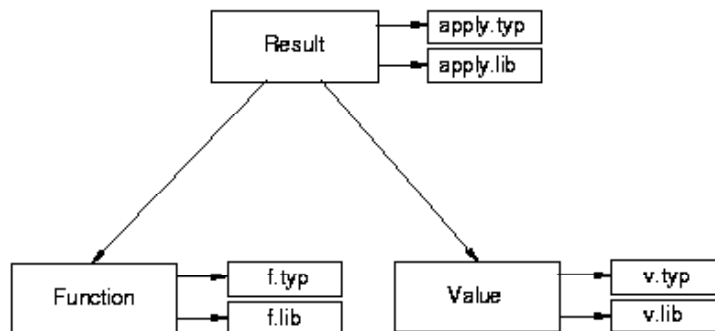 Result
apply.typ
apply.lib
Function
f.typ
f.lib
Value
v.typ
v.lib